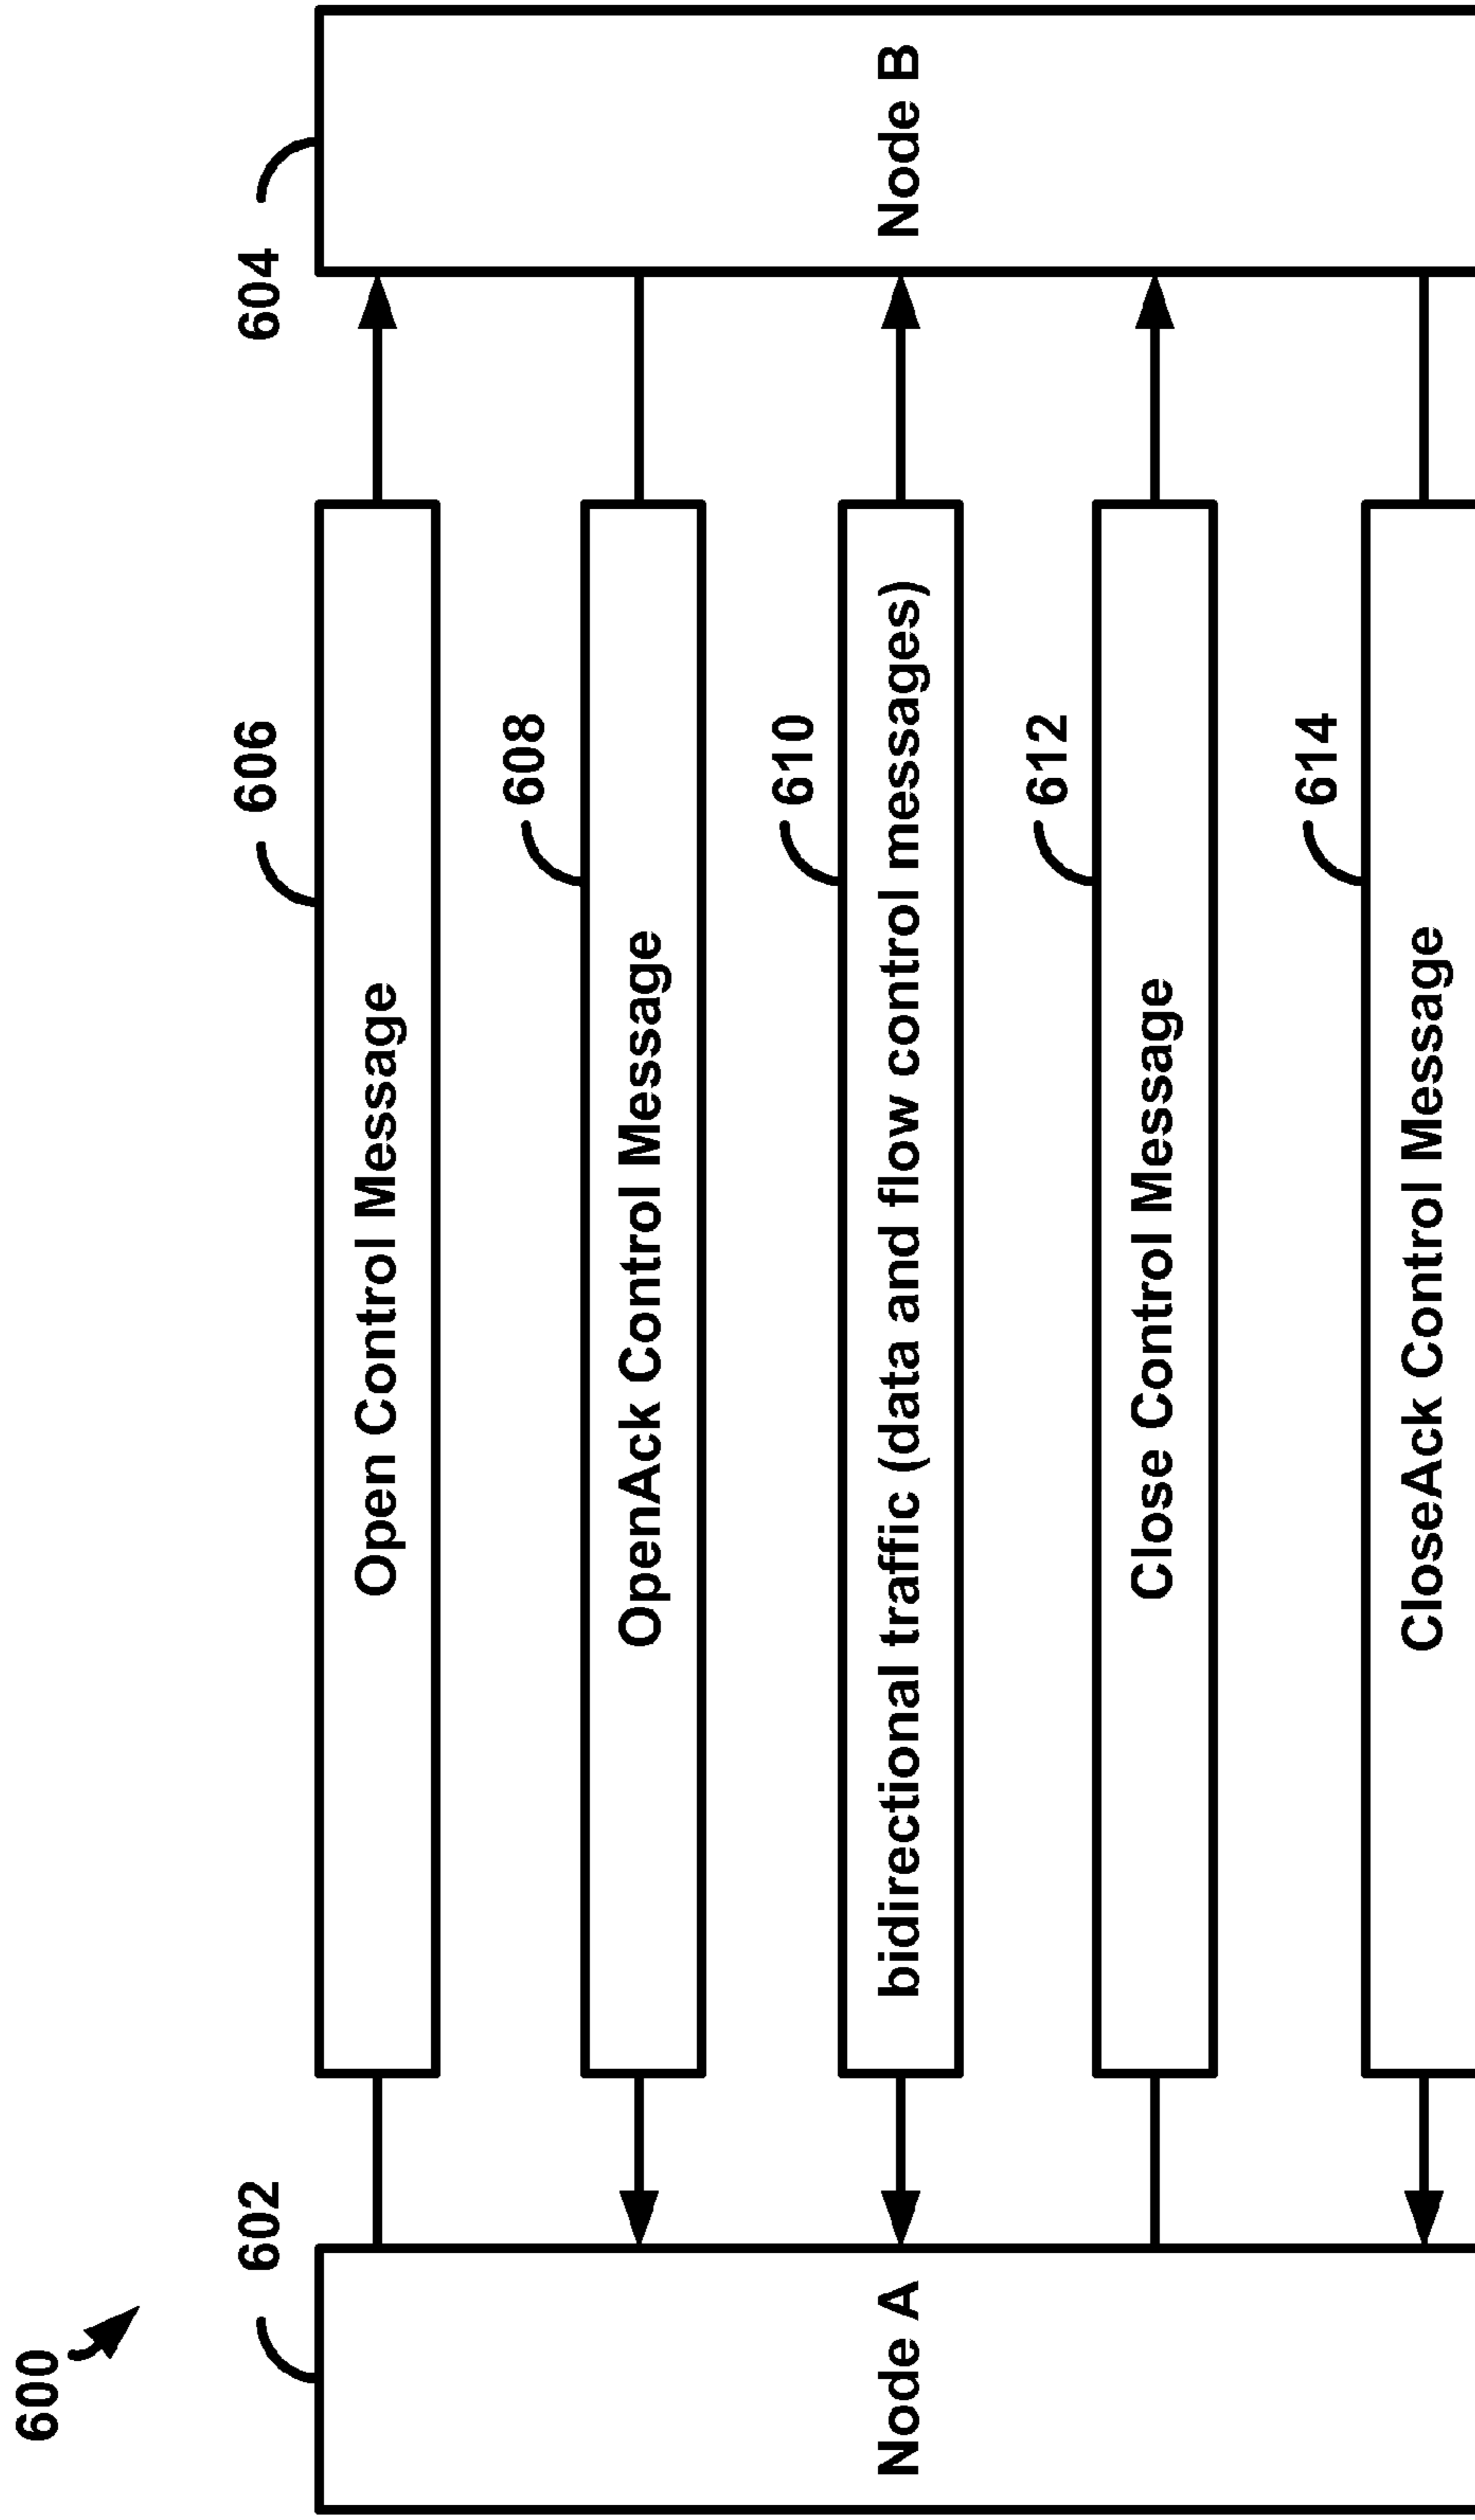 600
602
604
606
Open Control Message
608
OpenAck Control Message
Node A
Node B
610
bidirectional traffic (data and flow control messages)
612
Close Control Message
614
CloseAck Control Message